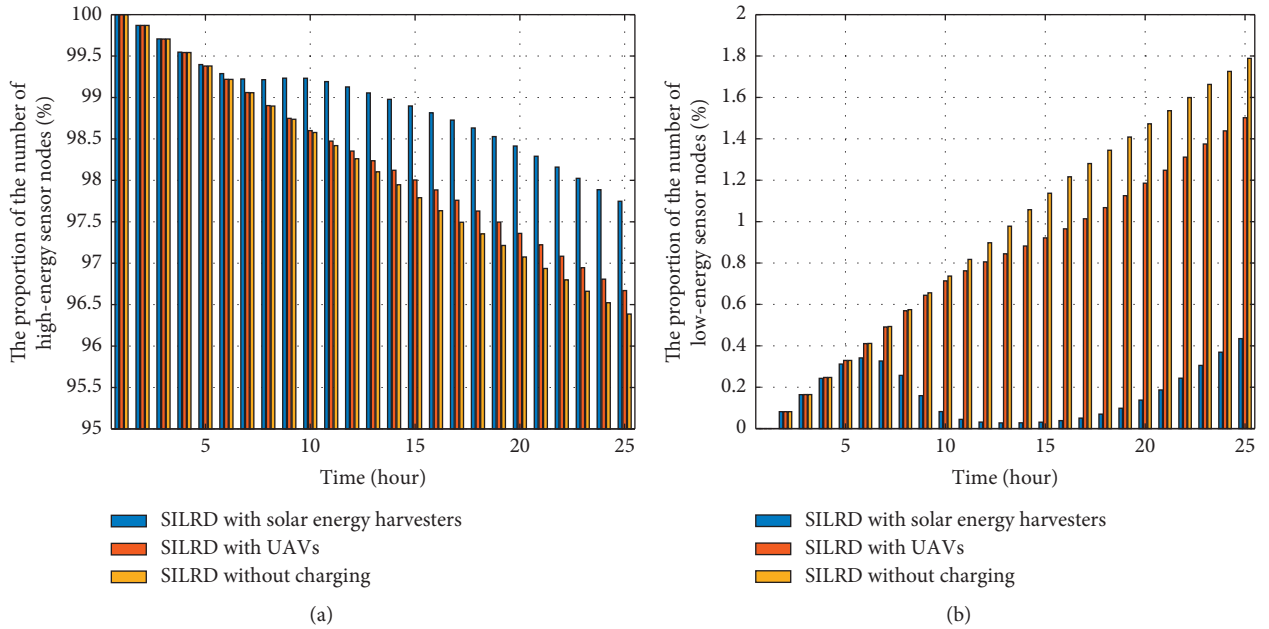 The proportion of the number of
high-energy sensor nodes (%)
100
99.5
99
98.5
98
97.5
97
96.5
96
95.5
95
5
10
15
20
25
Time (hour)
SILRD with solar energy harvesters
SILRD with UAVs
SILRD without charging
(a)
The proportion of the number of
low-energy sensor nodes (%)
2
1.8
1.6
1.4
1.2
1
0.8
0.6
0.4
0.2
0
5
10
15
20
25
Time (hour)
SILRD with solar energy harvesters
SILRD with UAVs
SILRD without charging
(b)